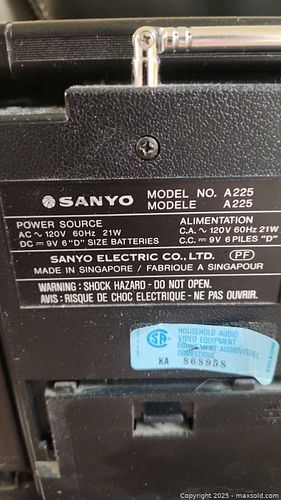 SANYO MODEL NO. A225
MODELE A225
POWER SOURCE ALIMENTATION
AC ~ 120V 60Hz 21W C.A. ~ 120V 60Hz 21W
DC ⎓ 9V 6 "D" SIZE BATTERIES C.C. ⎓ 9V 6 PILES "D"
SANYO ELECTRIC CO., LTD. PF
MADE IN SINGAPORE / FABRIQUE A SINGAPOUR
WARNING : SHOCK HAZARD - DO NOT OPEN.
AVIS : RISQUE DE CHOC ELECTRIQUE - NE PAS OUVRIR.
HOUSEHOLD AUDIO
VIDEO EQUIPMENT
EQUIPEMENT AUDIOVISUEL
DOMESTIQUE
KA 868958
Copyright © 2025 - maxsold.com